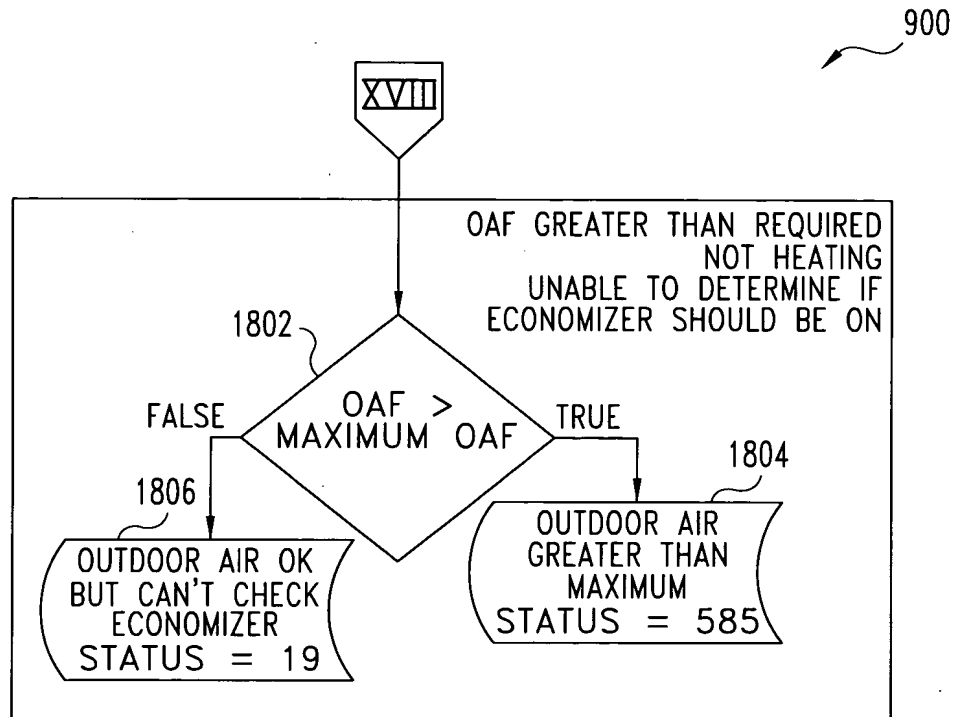 900
XVIII
OAF GREATER THAN REQUIRED
NOT HEATING
UNABLE TO DETERMINE IF
ECONOMIZER SHOULD BE ON
1802
OAF >
MAXIMUM OAF
FALSE
TRUE
1804
OUTDOOR AIR
GREATER THAN
MAXIMUM
STATUS = 585
1806
OUTDOOR AIR OK
BUT CAN'T CHECK
ECONOMIZER
STATUS = 19